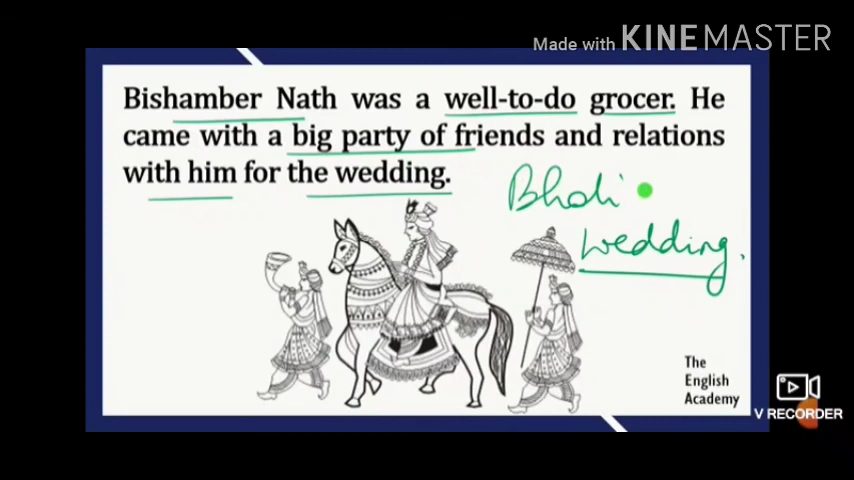 Made with KINEMASTER
Bishamber Nath was a well-to-do grocer. He
came with a big party of friends and relations
with him for the wedding.
Bholi
wedding.
The
English
Academy
V RECORDER